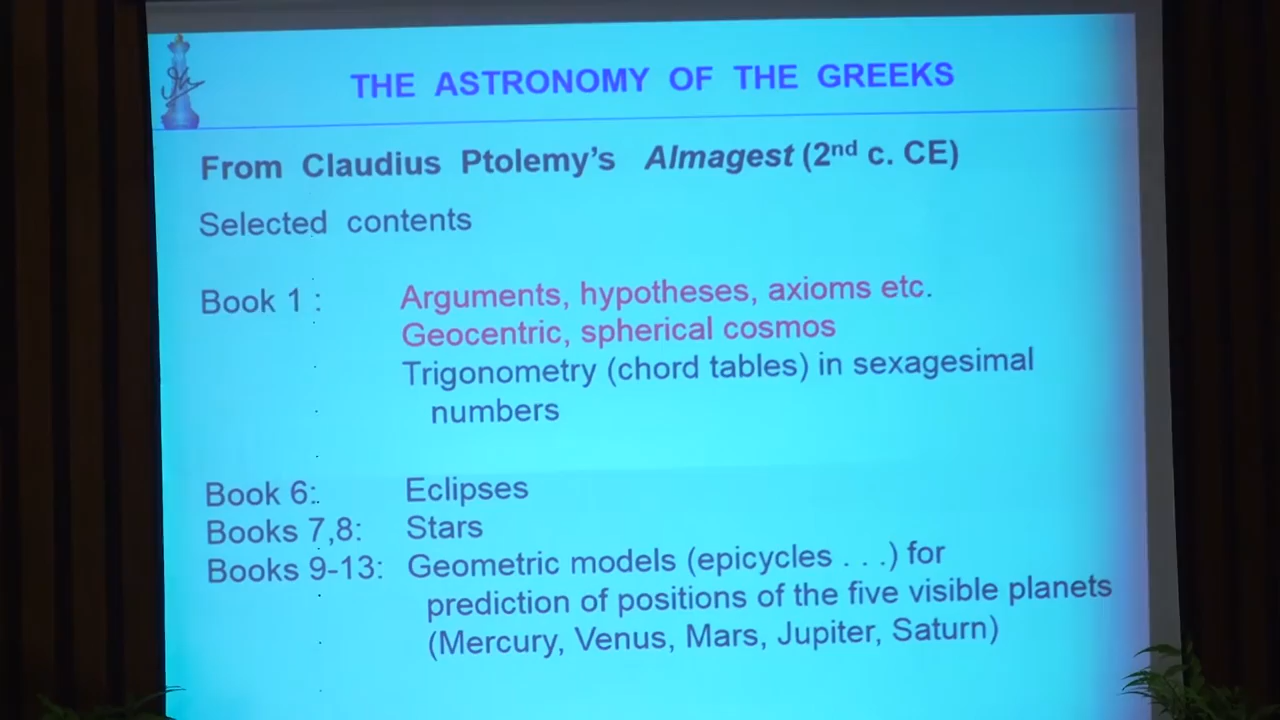 THE ASTRONOMY OF THE GREEKS
From Claudius Ptolemy's Almagest (2nd c. CE)
Selected contents
Book 1 : Arguments, hypotheses, axioms etc.
Geocentric, spherical cosmos
Trigonometry (chord tables) in sexagesimal
numbers
Book 6: Eclipses
Books 7,8: Stars
Books 9-13: Geometric models (epicycles . . .) for
prediction of positions of the five visible planets
(Mercury, Venus, Mars, Jupiter, Saturn)